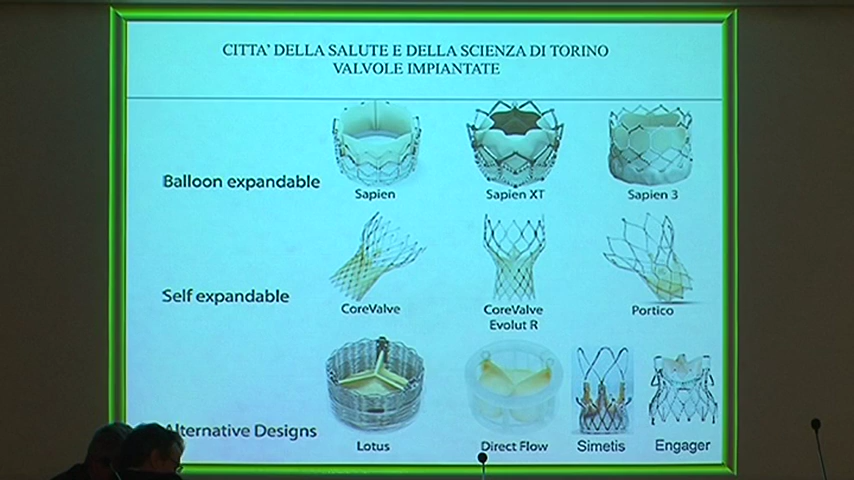 CITTA' DELLA SALUTE E DELLA SCIENZA DI TORINO
VALVOLE IMPIANTATE
Balloon expandable
Sapien
Sapien XT
Sapien 3
Self expandable
CoreValve
CoreValve
Evolut R
Portico
Alternative Designs
Lotus
Direct Flow
Simetis
Engager